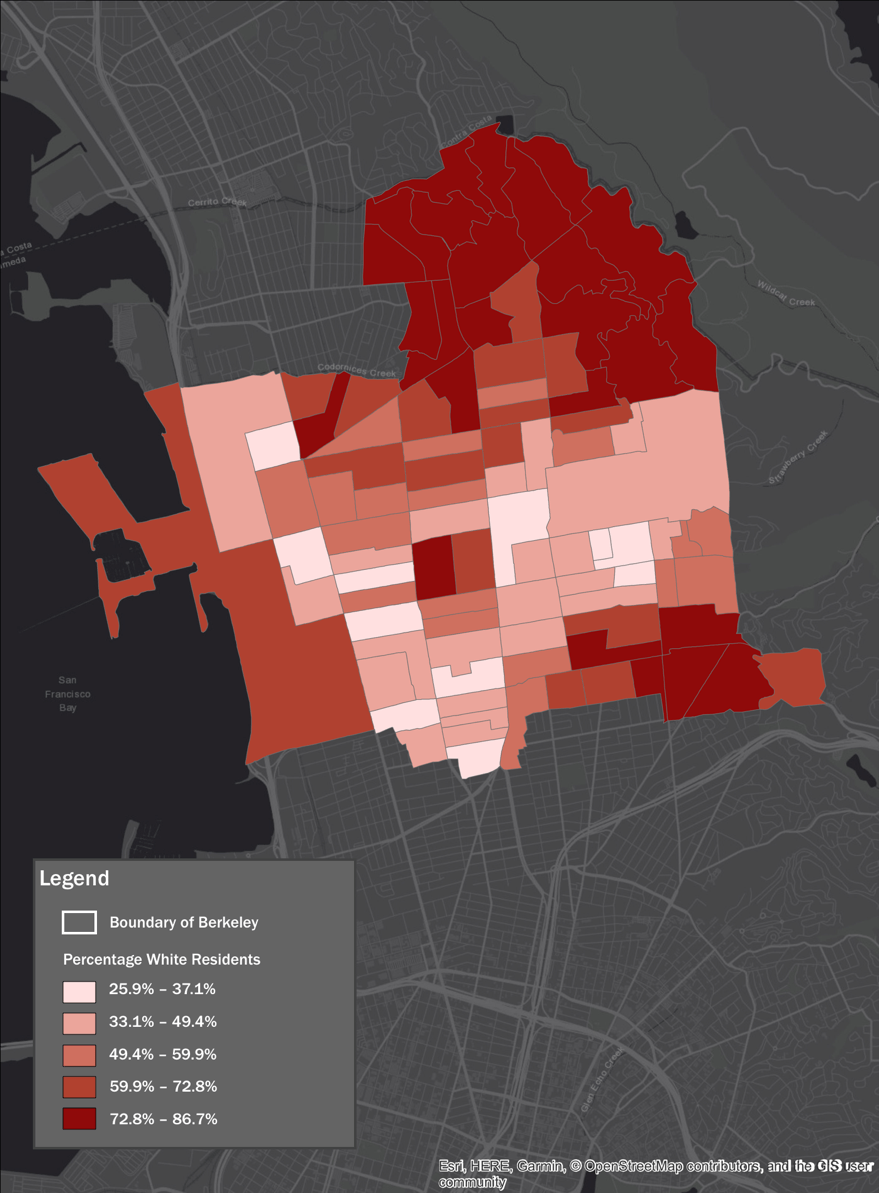 Contra Costa
Cerrito Creek
a Costa
meda
Wildcat Creek
Codornices Creek
Strawberry Creek
San
Francisco
Bay
Legend
Boundary of Berkeley
Percentage White Residents
25.9% – 37.1%
33.1% – 49.4%
49.4% – 59.9%
59.9% – 72.8%
72.8% – 86.7%
Glen Echo Creek
Esri, HERE, Garmin, © OpenStreetMap contributors, and the GIS user
community